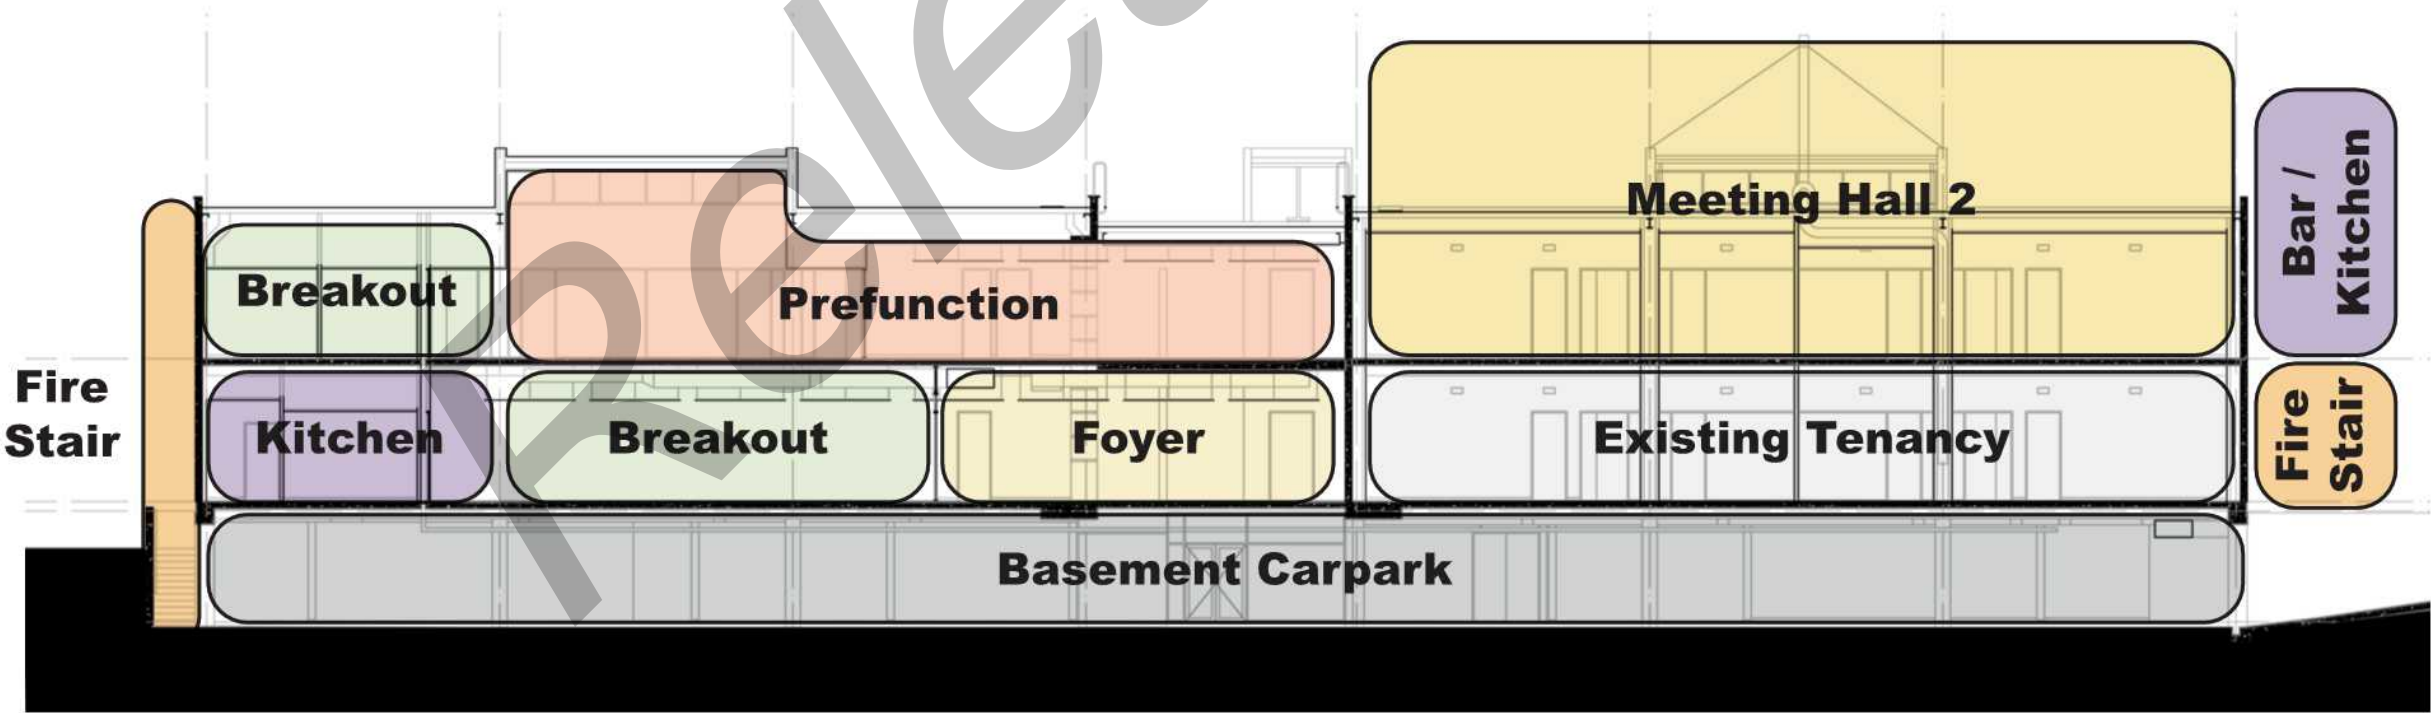 Meeting Hall 2
Bar /
Kitchen
Breakout
Prefunction
Fire
Stair
Kitchen
Breakout
Foyer
Existing Tenancy
Fire
Stair
Basement Carpark